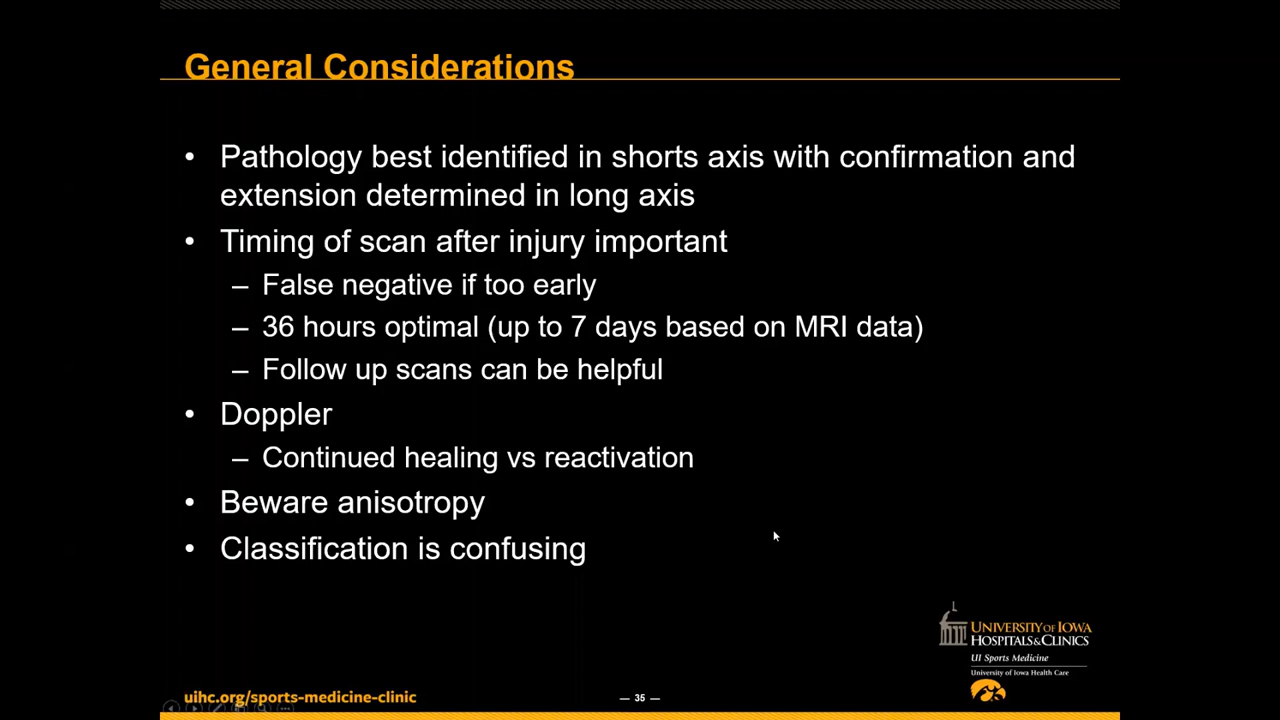 General Considerations
• Pathology best identified in shorts axis with confirmation and
extension determined in long axis
• Timing of scan after injury important
– False negative if too early
– 36 hours optimal (up to 7 days based on MRI data)
– Follow up scans can be helpful
• Doppler
– Continued healing vs reactivation
• Beware anisotropy
• Classification is confusing
UNIVERSITY OF IOWA
HOSPITALS & CLINICS
UI Sports Medicine
University of Iowa Health Care
uihc.org/sports-medicine-clinic
— 35 —